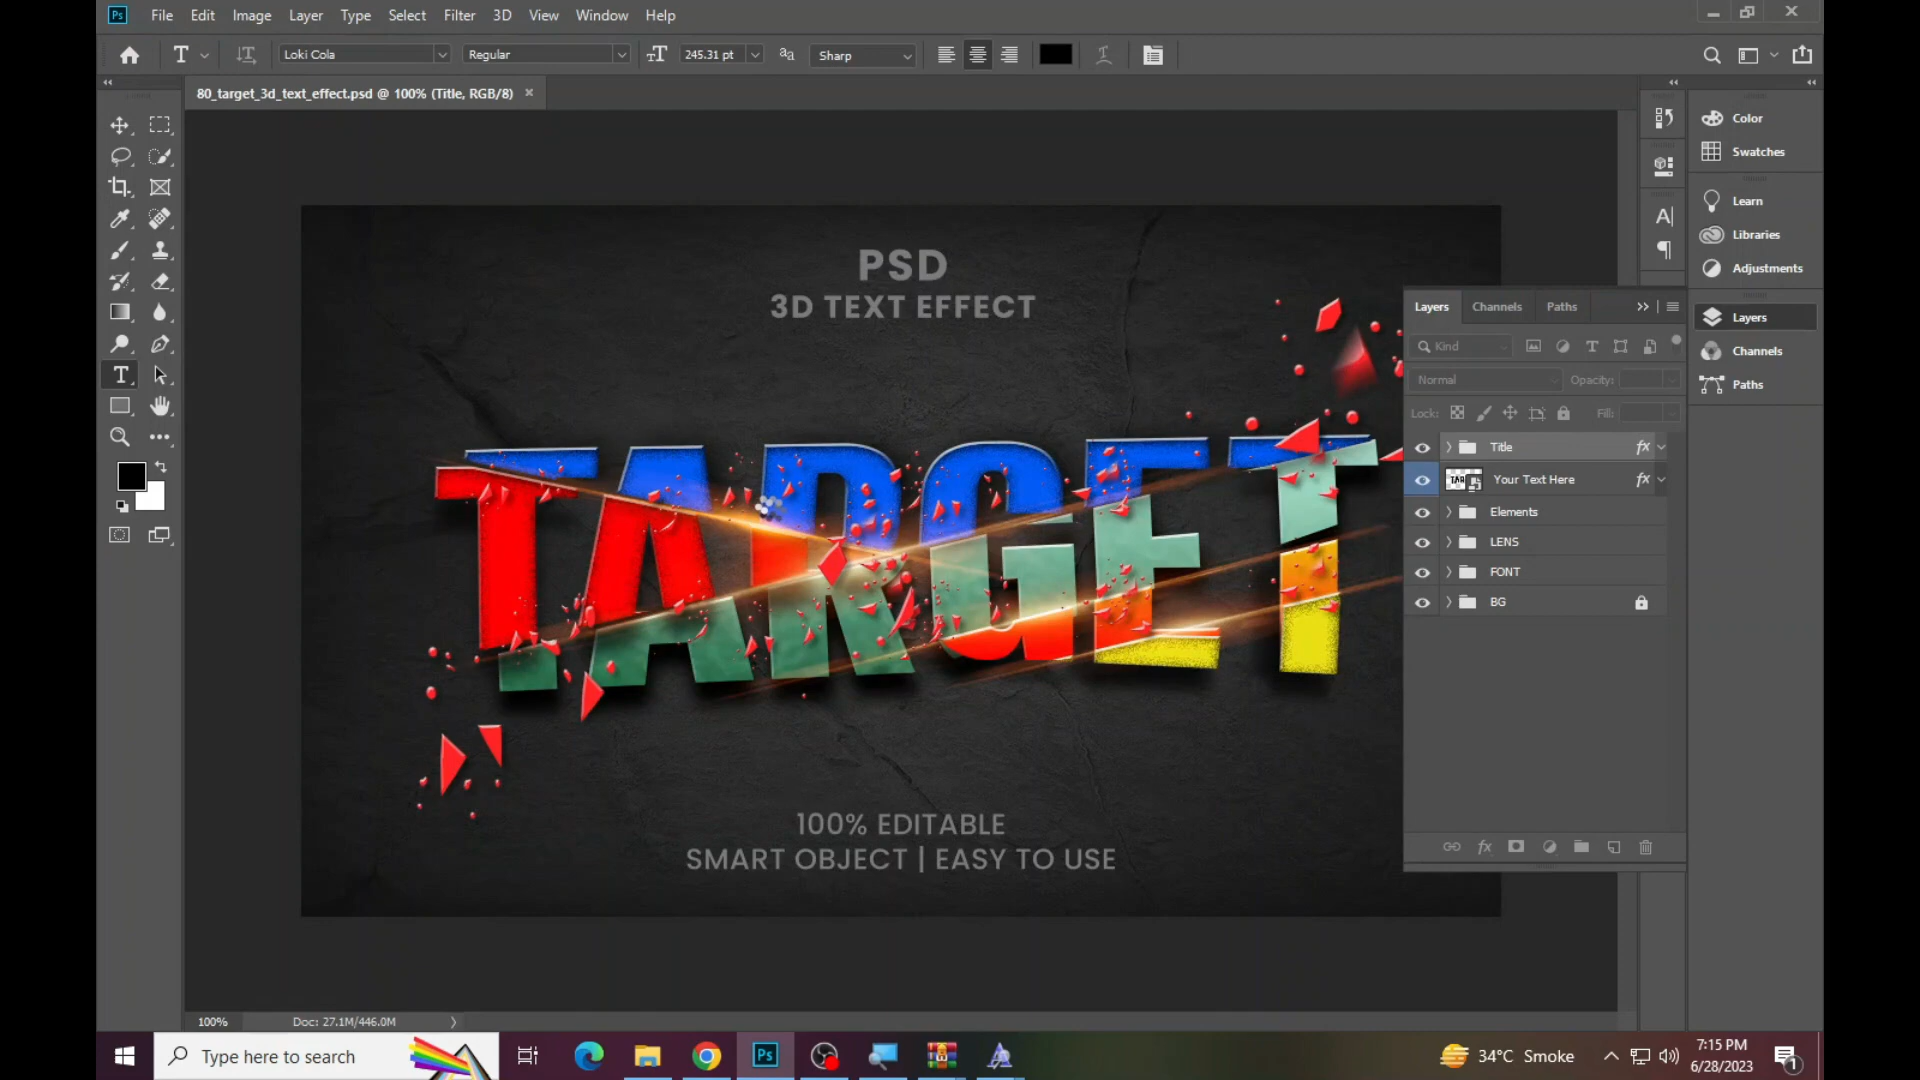 Ps File Edit Image Layer Type Select Filter 3D View Window Help
T Loki Cola Regular 245.31 pt aa Sharp
80_target_3d_text_effect.psd @ 100% (Title, RGB/8) ×
Color
Swatches
Learn
Libraries
Adjustments
Layers
Channels
Paths
PSD
3D TEXT EFFECT
TARGET
100% EDITABLE
SMART OBJECT | EASY TO USE
Layers Channels Paths
Kind
Normal Opacity:
Lock: Fill:
Title fx
Your Text Here fx
Elements
LENS
FONT
BG
100% Doc: 27.1M/446.0M
Type here to search
Ps
34°C Smoke
7:15 PM
6/28/2023
1